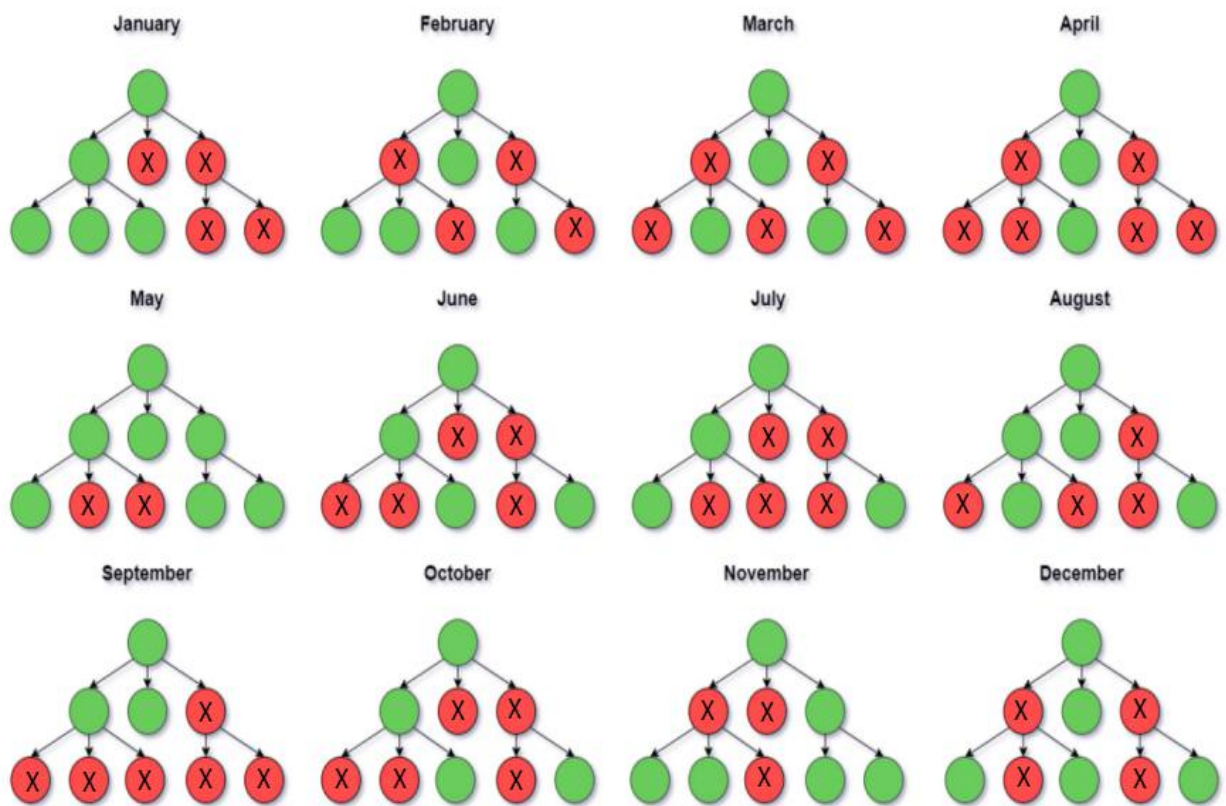 January February March April
X X X X X X X
X X X X X X X X X X X
May June July August
X X X X X
X X X X X X X X X X X
September October November December
X X X X X X X
X X X X X X X X X X X